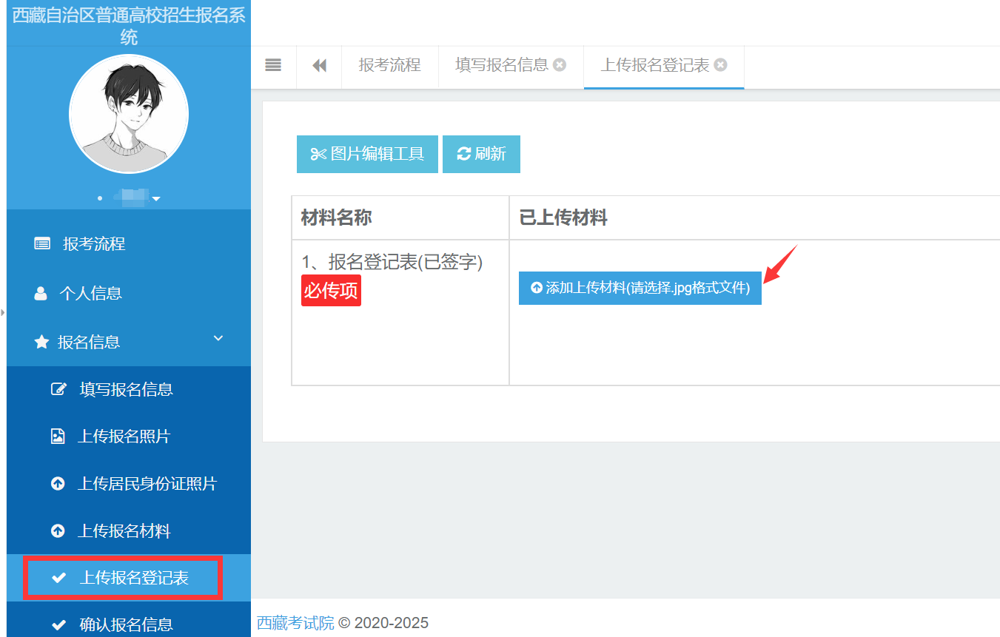 西藏自治区普通高校招生报名系
统
报考流程
填写报名信息
上传报名登记表
图片编辑工具
刷新
材料名称
已上传材料
1、报名登记表(已签字)
必传项
添加上传材料(请选择.jpg格式文件)
报考流程
个人信息
报名信息
填写报名信息
上传报名照片
上传居民身份证照片
上传报名材料
上传报名登记表
确认报名信息
西藏考试院 © 2020-2025